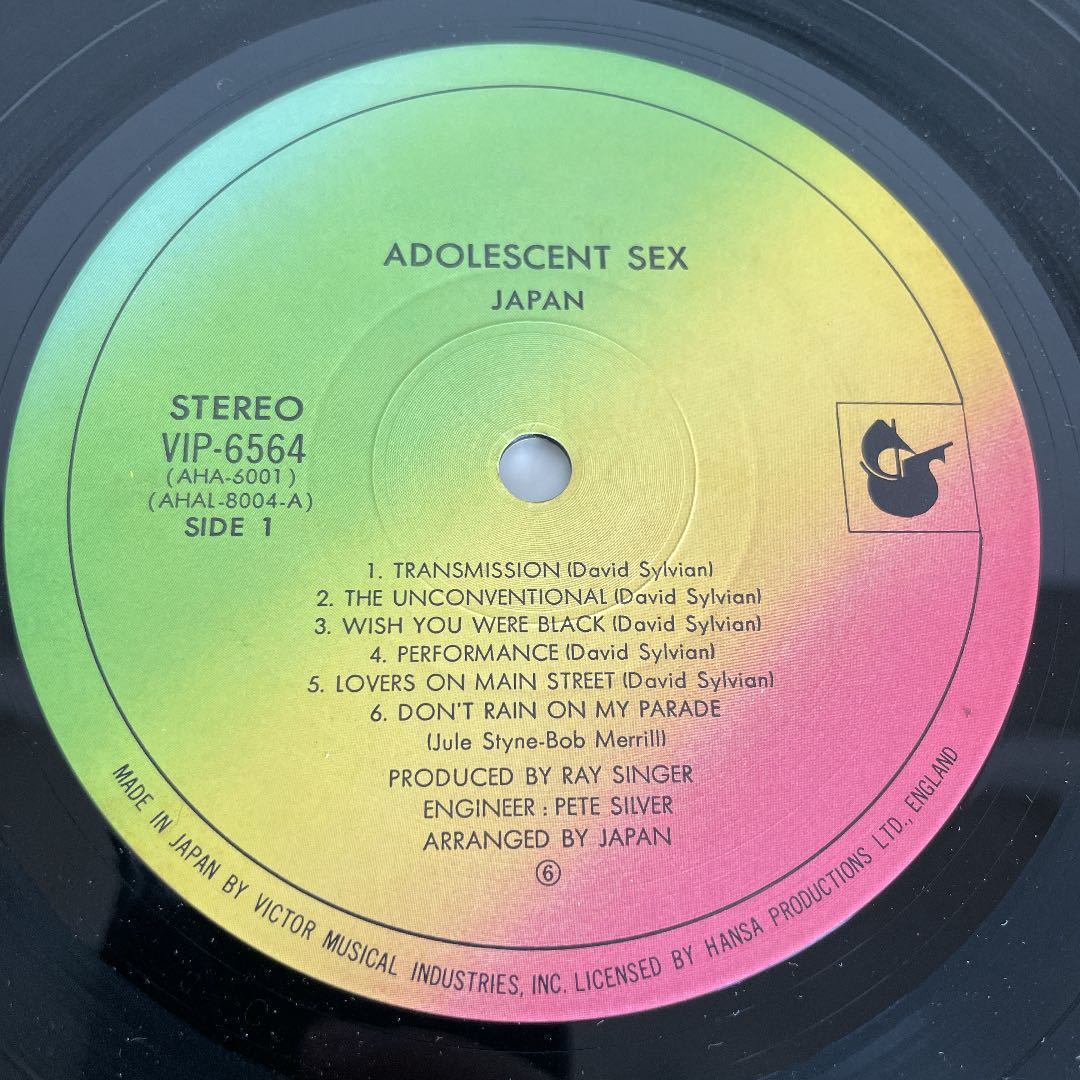 ADOLESCENT SEX
JAPAN
STEREO
VIP-6564
(AHA-6001)
(AHAL-8004-A)
SIDE 1
1. TRANSMISSION (David Sylvian)
2. THE UNCONVENTIONAL (David Sylvian)
3. WISH YOU WERE BLACK (David Sylvian)
4. PERFORMANCE (David Sylvian)
5. LOVERS ON MAIN STREET (David Sylvian)
6. DON'T RAIN ON MY PARADE
(Jule Styne-Bob Merrill)
PRODUCED BY RAY SINGER
ENGINEER : PETE SILVER
ARRANGED BY JAPAN
⑥
MADE IN JAPAN BY VICTOR MUSICAL INDUSTRIES, INC. LICENSED BY HANSA PRODUCTIONS LTD., ENGLAND